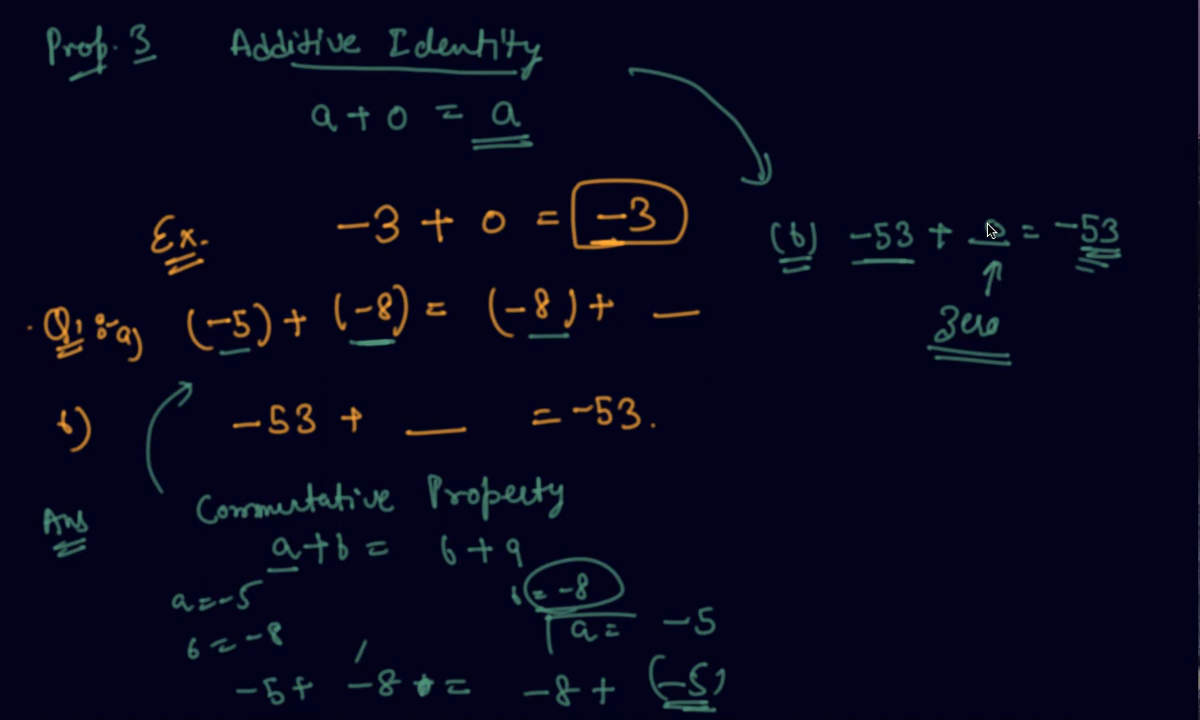 Prop. 3 Additive Identity
a + 0 = a
Ex. -3 + 0 = -3
Q1 :- a) (-5) + (-8) = (-8) + __
b) -53 + __ = -53.
(b) -53 + 0 = -53
Zero
Ans Commutative Property
a + b = b + a
a = -5
b = -8
b = -8
a = -5
-5 + -8 = -8 + (-5)